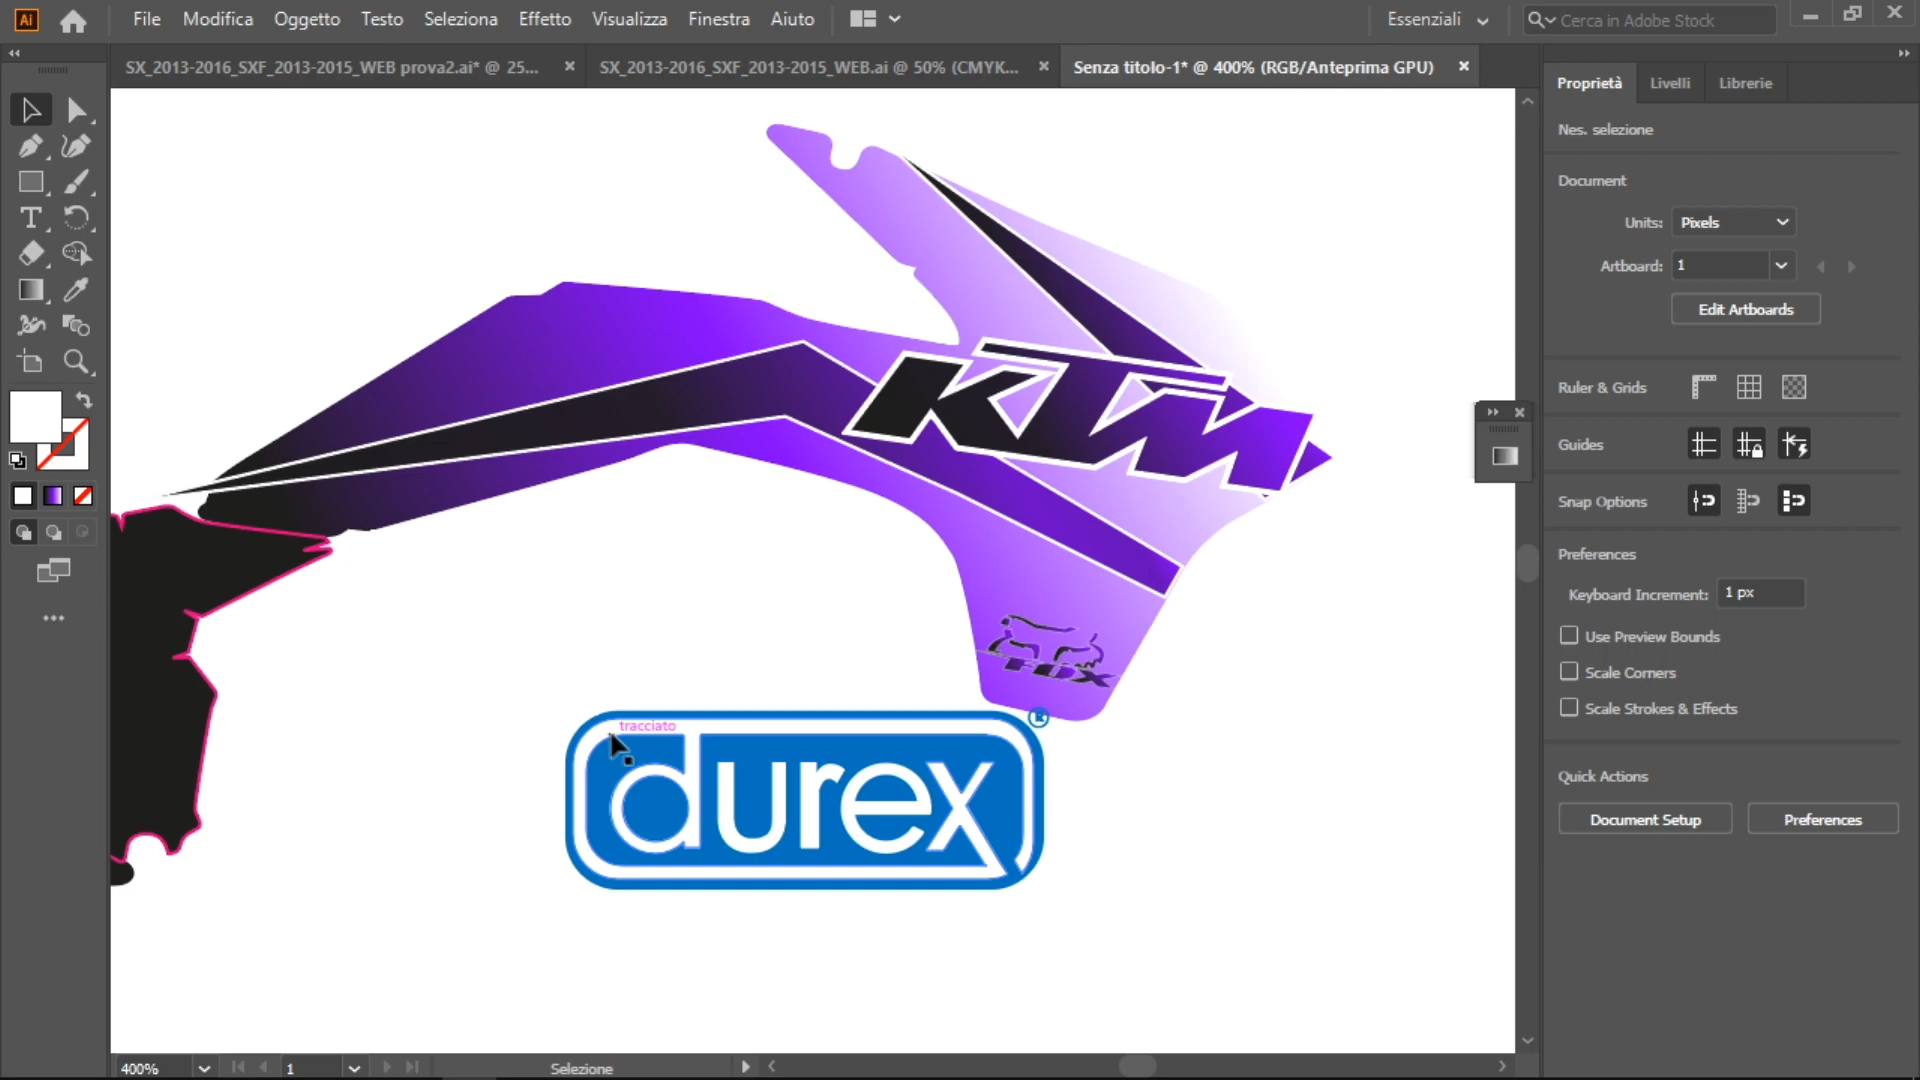 Ai File Modifica Oggetto Testo Seleziona Effetto Visualizza Finestra Aiuto Essenziali Cerca in Adobe Stock
SX_2013-2016_SXF_2013-2015_WEB prova2.ai* @ 25... SX_2013-2016_SXF_2013-2015_WEB.ai @ 50% (CMYK... Senza titolo-1* @ 400% (RGB/Anteprima GPU)
Proprietà Livelli Librerie
Nes. selezione
Document
Units: Pixels
Artboard: 1
Edit Artboards
Ruler & Grids
Guides
Snap Options
Preferences
Keyboard Increment: 1 px
Use Preview Bounds
Scale Corners
Scale Strokes & Effects
Quick Actions
Document Setup Preferences
KTM
FOX
tracciato
R
durex
400% 1 Selezione